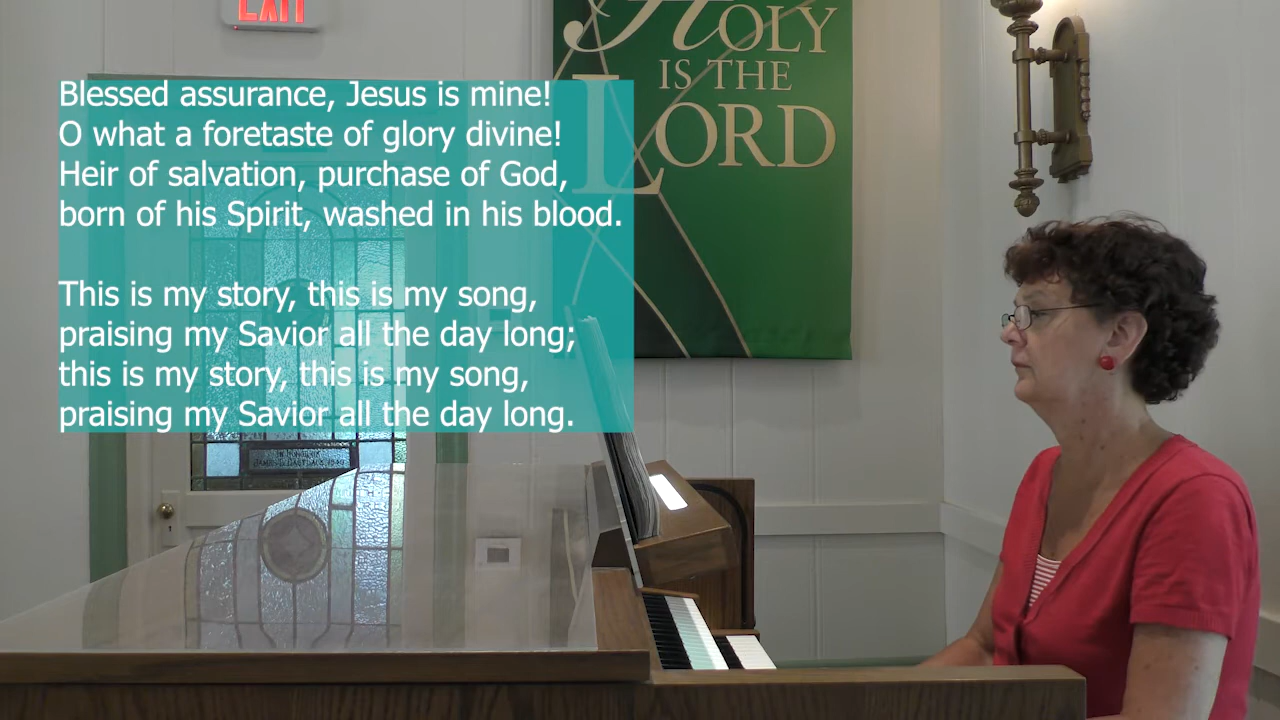 EXIT
HOLY
IS THE
LORD
Blessed assurance, Jesus is mine!
O what a foretaste of glory divine!
Heir of salvation, purchase of God,
born of his Spirit, washed in his blood.
This is my story, this is my song,
praising my Savior all the day long;
this is my story, this is my song,
praising my Savior all the day long.